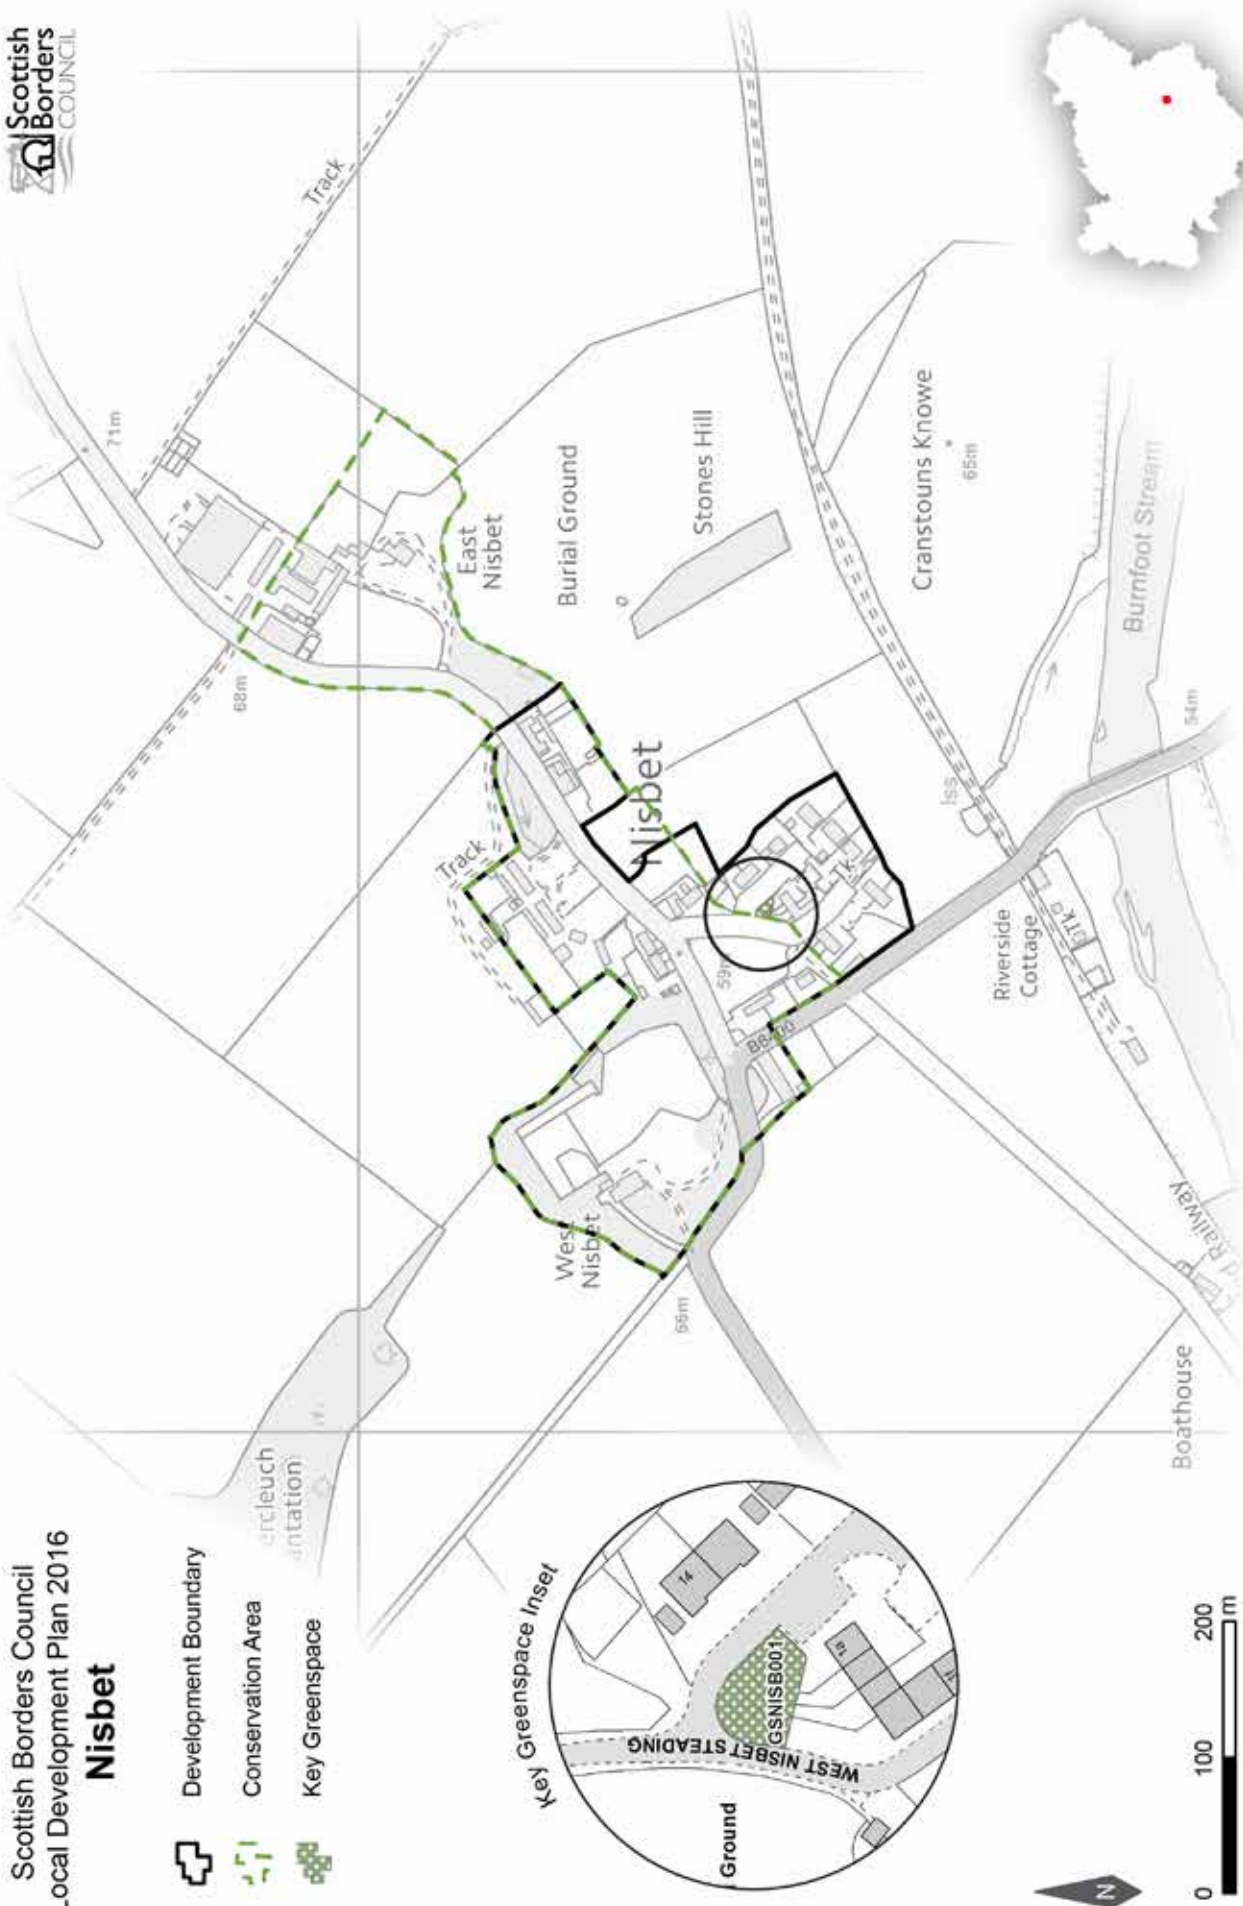 Scottish Borders Council
Local Development Plan 2016
Nisbet
Development Boundary
Conservation Area
Key Greenspace
Scottish
Borders
COUNCIL
Track
71m
68m
East
Nisbet
Burial Ground
Stones Hill
Cranstouns Knowe
65m
Burnfoot Stream
54m
Nisbet
Track
59m
B6400
Iss
Riverside
Cottage
West
Nisbet
66m
Railway
Boathouse
Key Greenspace Inset
14
GSNISB001
1a
WEST NISBET STEADING
Ground
N
0
100
200
m